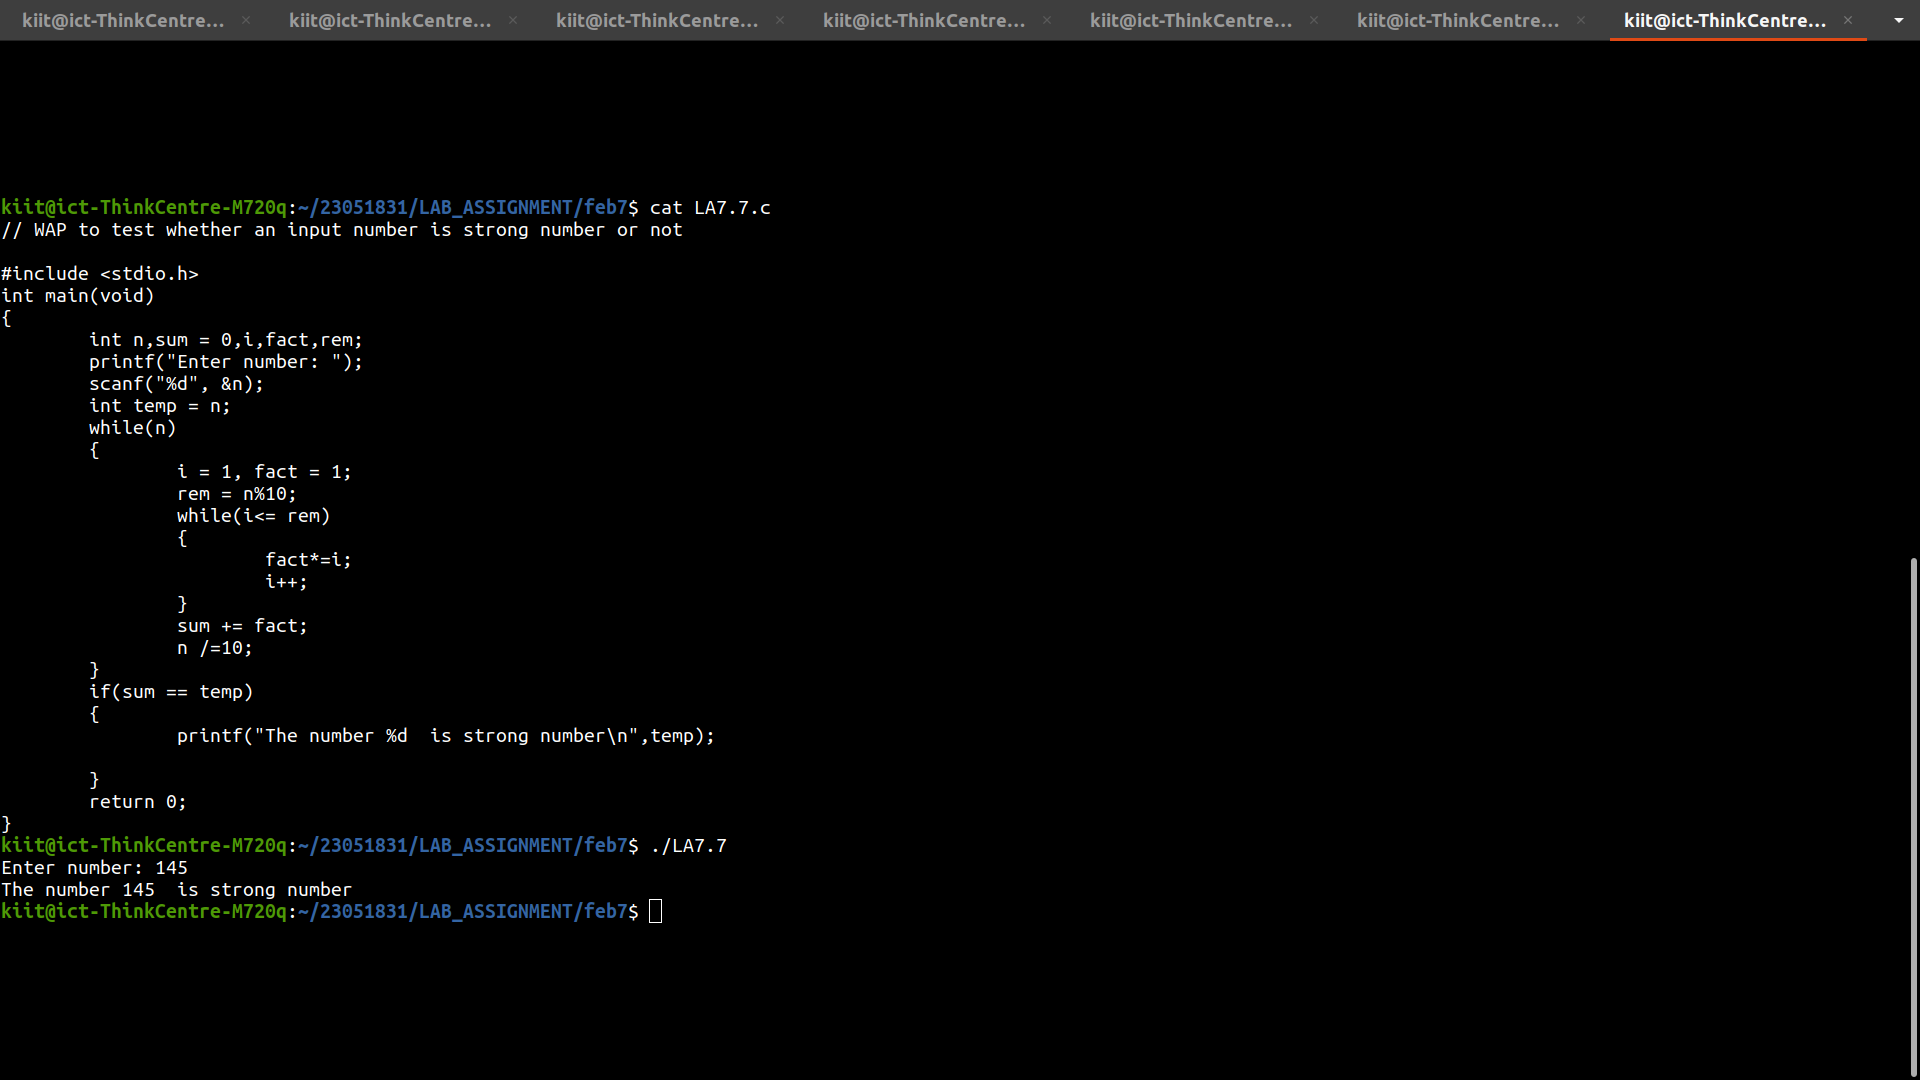 kiit@ict-ThinkCentre... × kiit@ict-ThinkCentre... × kiit@ict-ThinkCentre... × kiit@ict-ThinkCentre... × kiit@ict-ThinkCentre... × kiit@ict-ThinkCentre... × kiit@ict-ThinkCentre... ×
kiit@ict-ThinkCentre-M720q:~/23051831/LAB_ASSIGNMENT/feb7$ cat LA7.7.c
// WAP to test whether an input number is strong number or not
#include <stdio.h>
int main(void)
{
        int n,sum = 0,i,fact,rem;
        printf("Enter number: ");
        scanf("%d", &n);
        int temp = n;
        while(n)
        {
                i = 1, fact = 1;
                rem = n%10;
                while(i<= rem)
                {
                        fact*=i;
                        i++;
                }
                sum += fact;
                n /=10;
        }
        if(sum == temp)
        {
                printf("The number %d  is strong number\n",temp);
        }
        return 0;
}
kiit@ict-ThinkCentre-M720q:~/23051831/LAB_ASSIGNMENT/feb7$ ./LA7.7
Enter number: 145
The number 145  is strong number
kiit@ict-ThinkCentre-M720q:~/23051831/LAB_ASSIGNMENT/feb7$